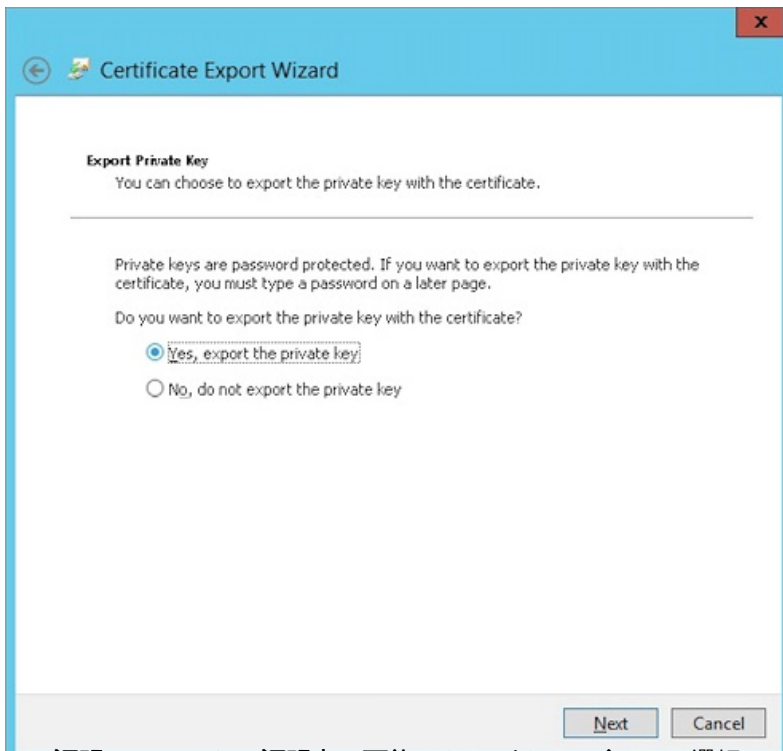 x
Certificate Export Wizard
Export Private Key
You can choose to export the private key with the certificate.
Private keys are password protected. If you want to export the private key with the
certificate, you must type a password on a later page.
Do you want to export the private key with the certificate?
Yes, export the private key
No, do not export the private key
Next
Cancel